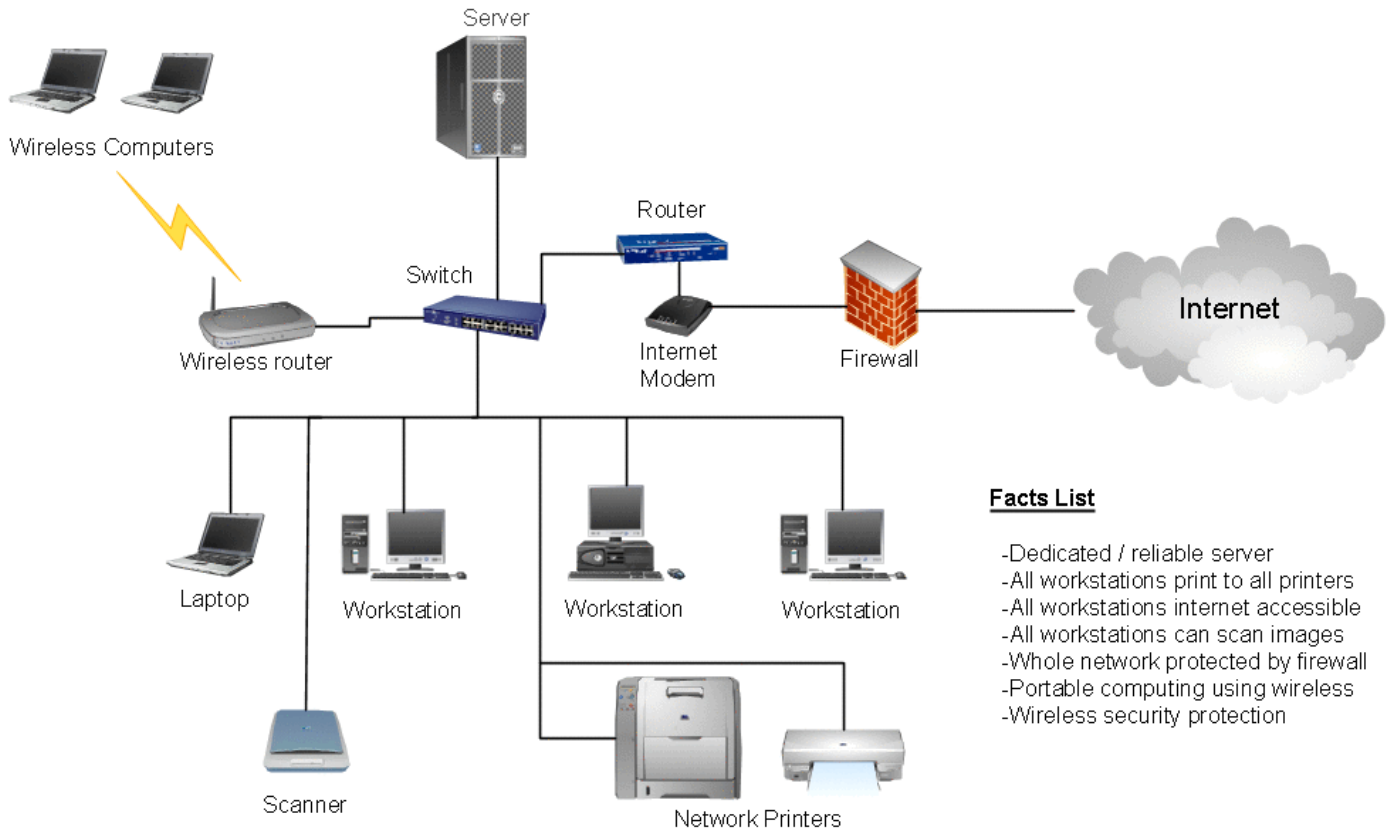 Server
Wireless Computers
Router
Switch
Internet
Wireless router
Internet
Modem
Firewall
Laptop
Workstation
Workstation
Workstation
Scanner
Network Printers
Facts List
-Dedicated / reliable server
-All workstations print to all printers
-All workstations internet accessible
-All workstations can scan images
-Whole network protected by firewall
-Portable computing using wireless
-Wireless security protection